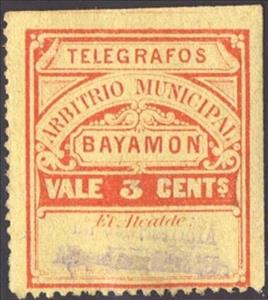 TELEGRAFOS
ARBITRIO MUNICIPAL
BAYAMON
VALE 3 CENTS
El Alcalde: